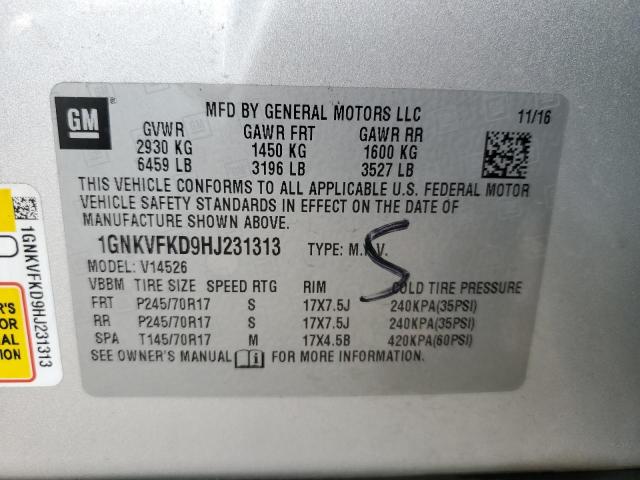 GM
MFD BY GENERAL MOTORS LLC 11/16
GVWR GAWR FRT GAWR RR
2930 KG 1450 KG 1600 KG
6459 LB 3196 LB 3527 LB
THIS VEHICLE CONFORMS TO ALL APPLICABLE U.S. FEDERAL MOTOR
VEHICLE SAFETY STANDARDS IN EFFECT ON THE DATE OF
MANUFACTURE SHOWN ABOVE.
1GNKVFKD9HJ231313 TYPE: M.P.V.
S
MODEL: V14526
VBBM TIRE SIZE SPEED RTG RIM COLD TIRE PRESSURE
FRT P245/70R17 S 17X7.5J 240KPA(35PSI)
RR P245/70R17 S 17X7.5J 240KPA(35PSI)
SPA T145/70R17 M 17X4.5B 420KPA(60PSI)
SEE OWNER'S MANUAL FOR MORE INFORMATION.
1GNKVFKD9HJ231313